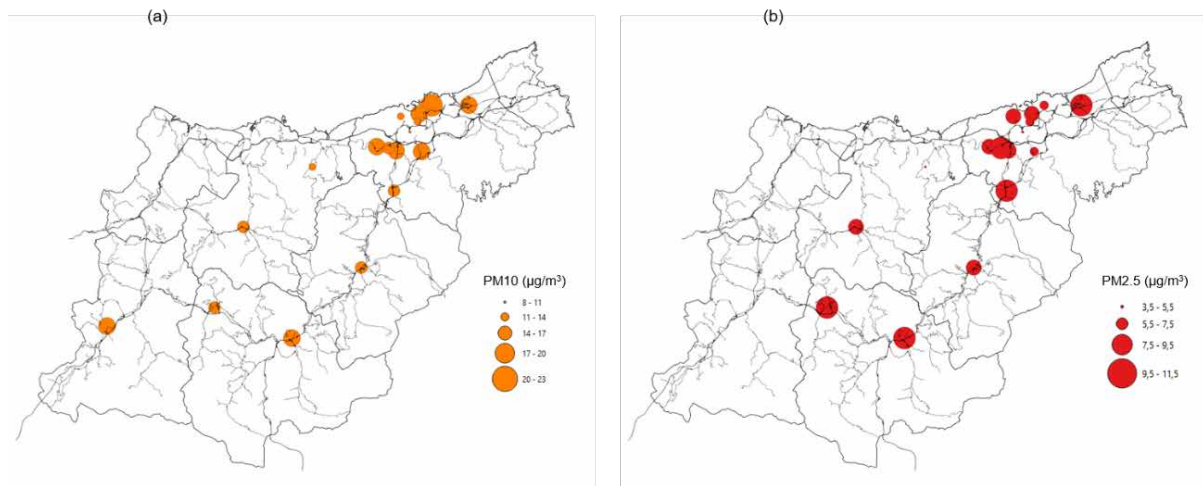 (a)
(b)
PM10 (µg/m³)
8 - 11
11 - 14
14 - 17
17 - 20
20 - 23
PM2.5 (µg/m³)
3,5 - 5,5
5,5 - 7,5
7,5 - 9,5
9,5 - 11,5